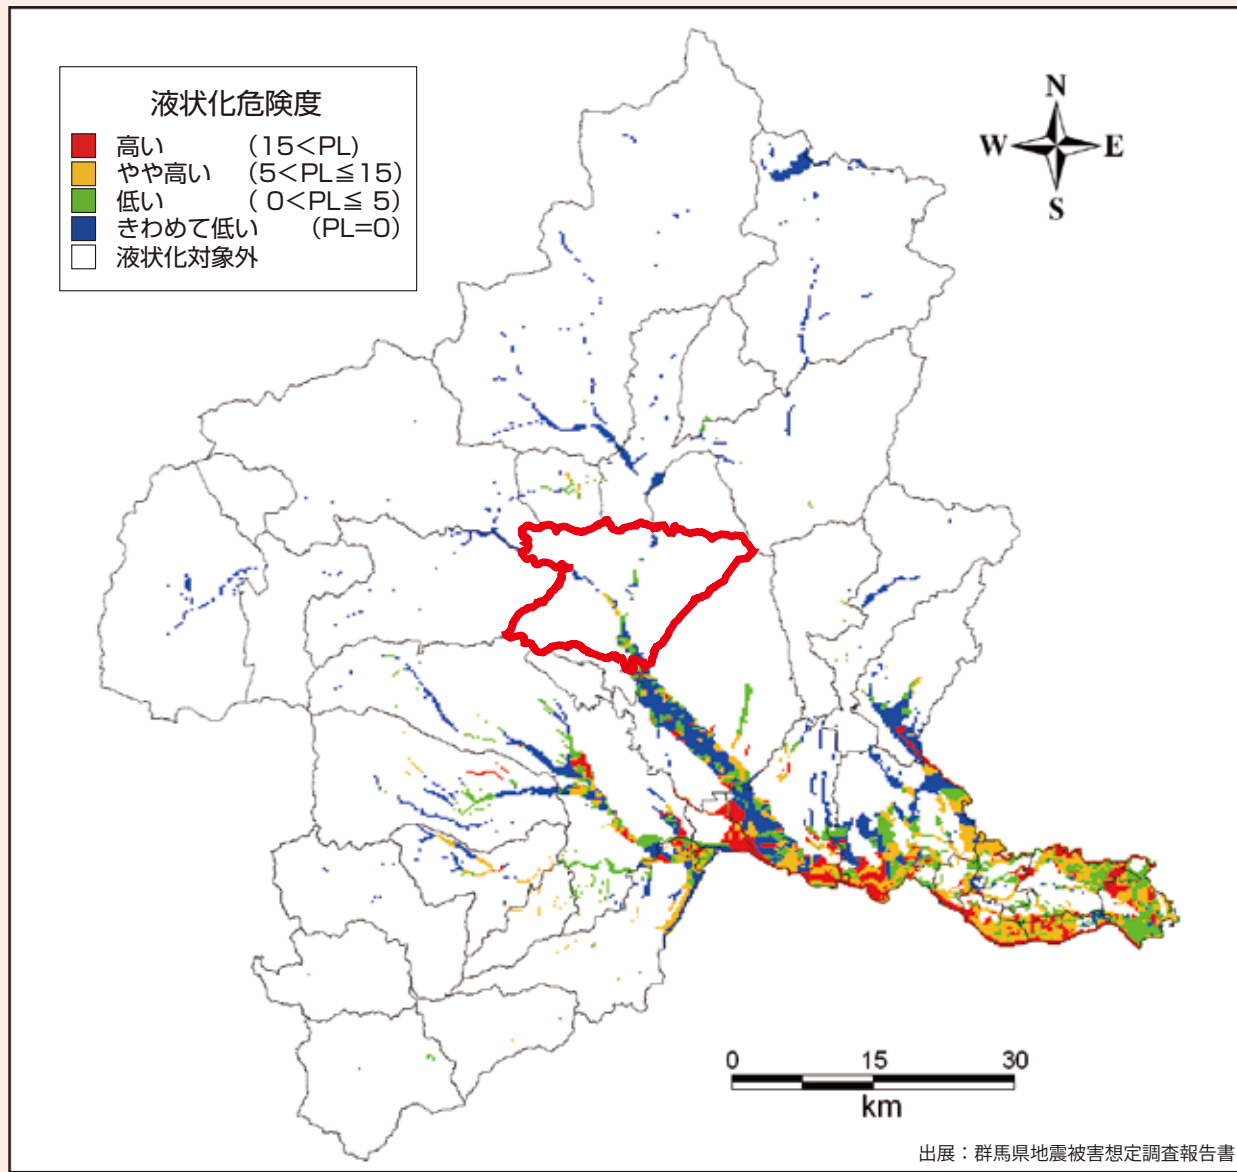 液状化危険度
高い （15＜PL）
やや高い （5＜PL≦15）
低い （ 0＜PL≦ 5）
きわめて低い （PL=0）
液状化対象外
N
W E
S
0 15 30
km
出展：群馬県地震被害想定調査報告書